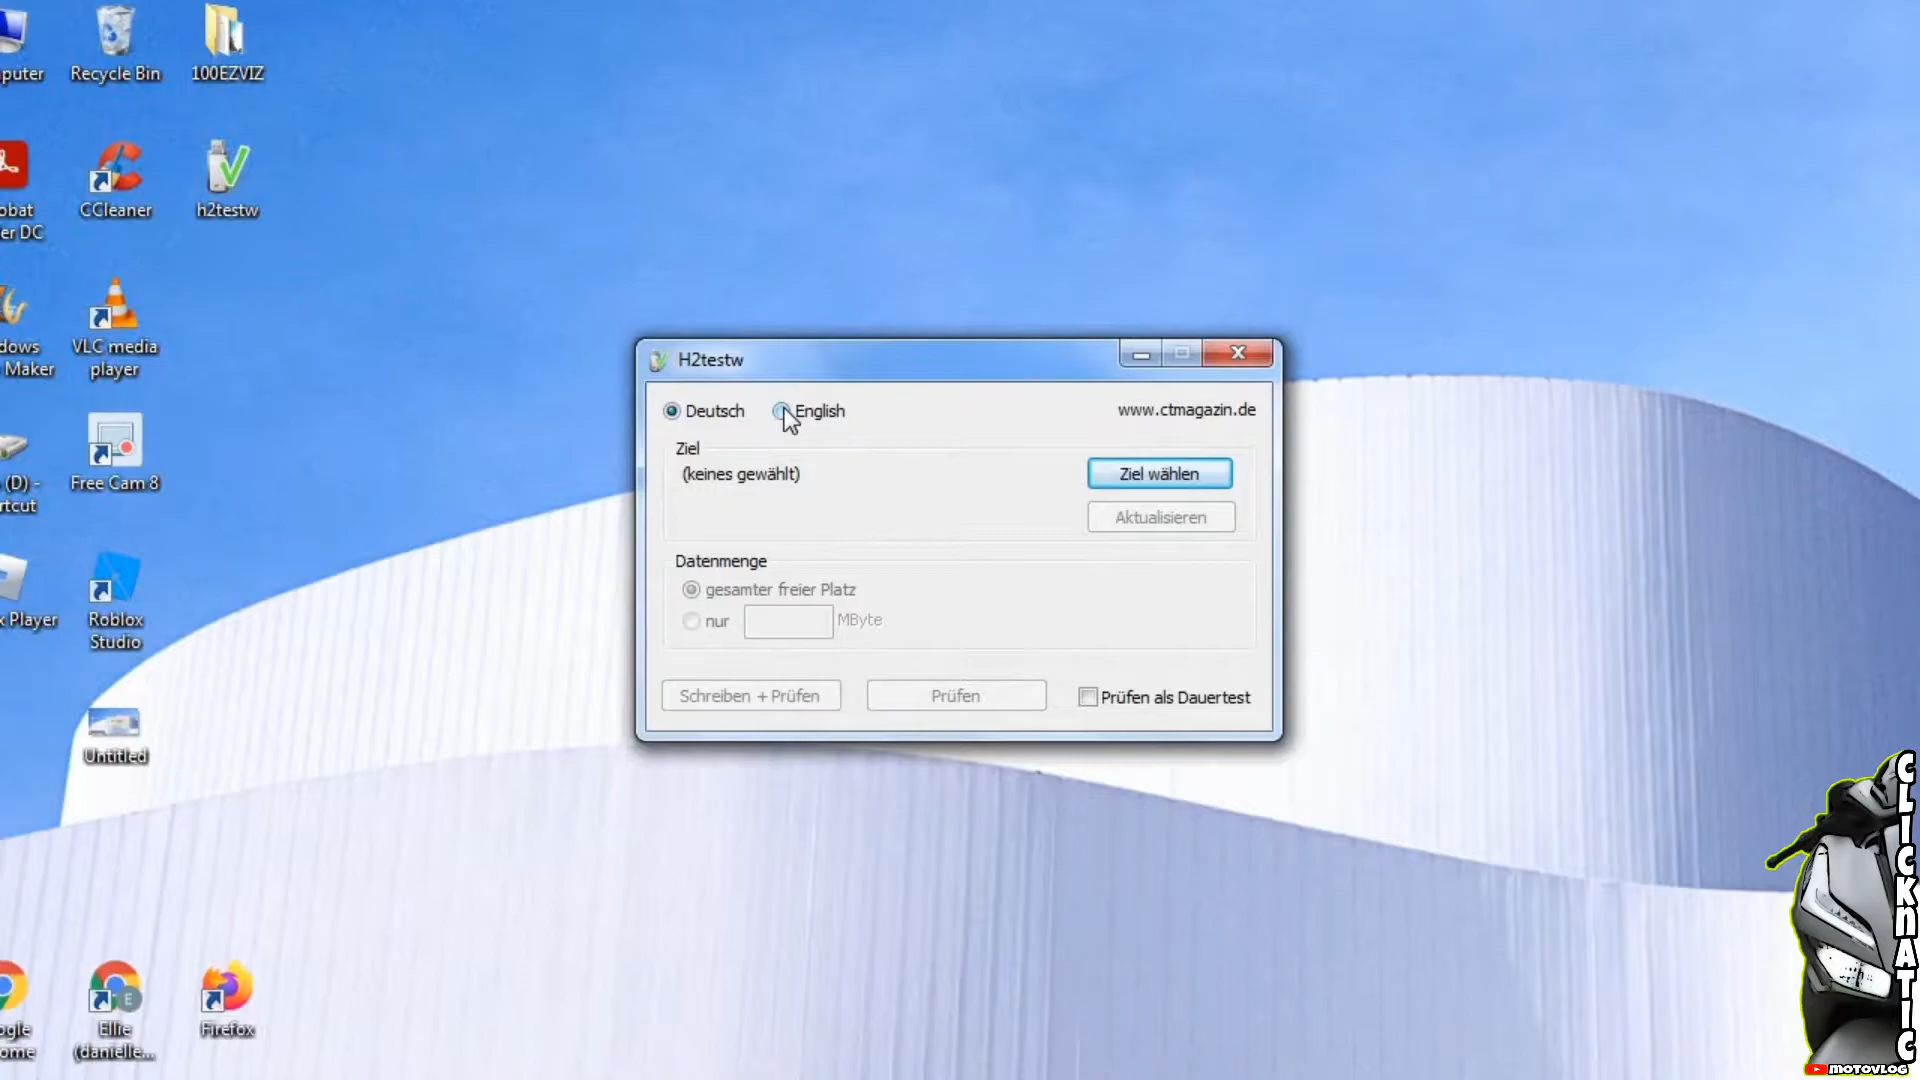 puter
Recycle Bin
100EZVIZ
obat
er DC
CCleaner
h2testw
dows
Maker
VLC media
player
(D) -
rtcut
Free Cam 8
x Player
Roblox
Studio
Untitled
ogle
ome
E
Ellie
(danielle...
Firefox
H2testw
Deutsch
English
www.ctmagazin.de
Ziel
(keines gewählt)
Ziel wählen
Aktualisieren
Datenmenge
gesamter freier Platz
nur
MByte
Schreiben + Prüfen
Prüfen
Prüfen als Dauertest
CLICKNATIC
MOTOVLOG